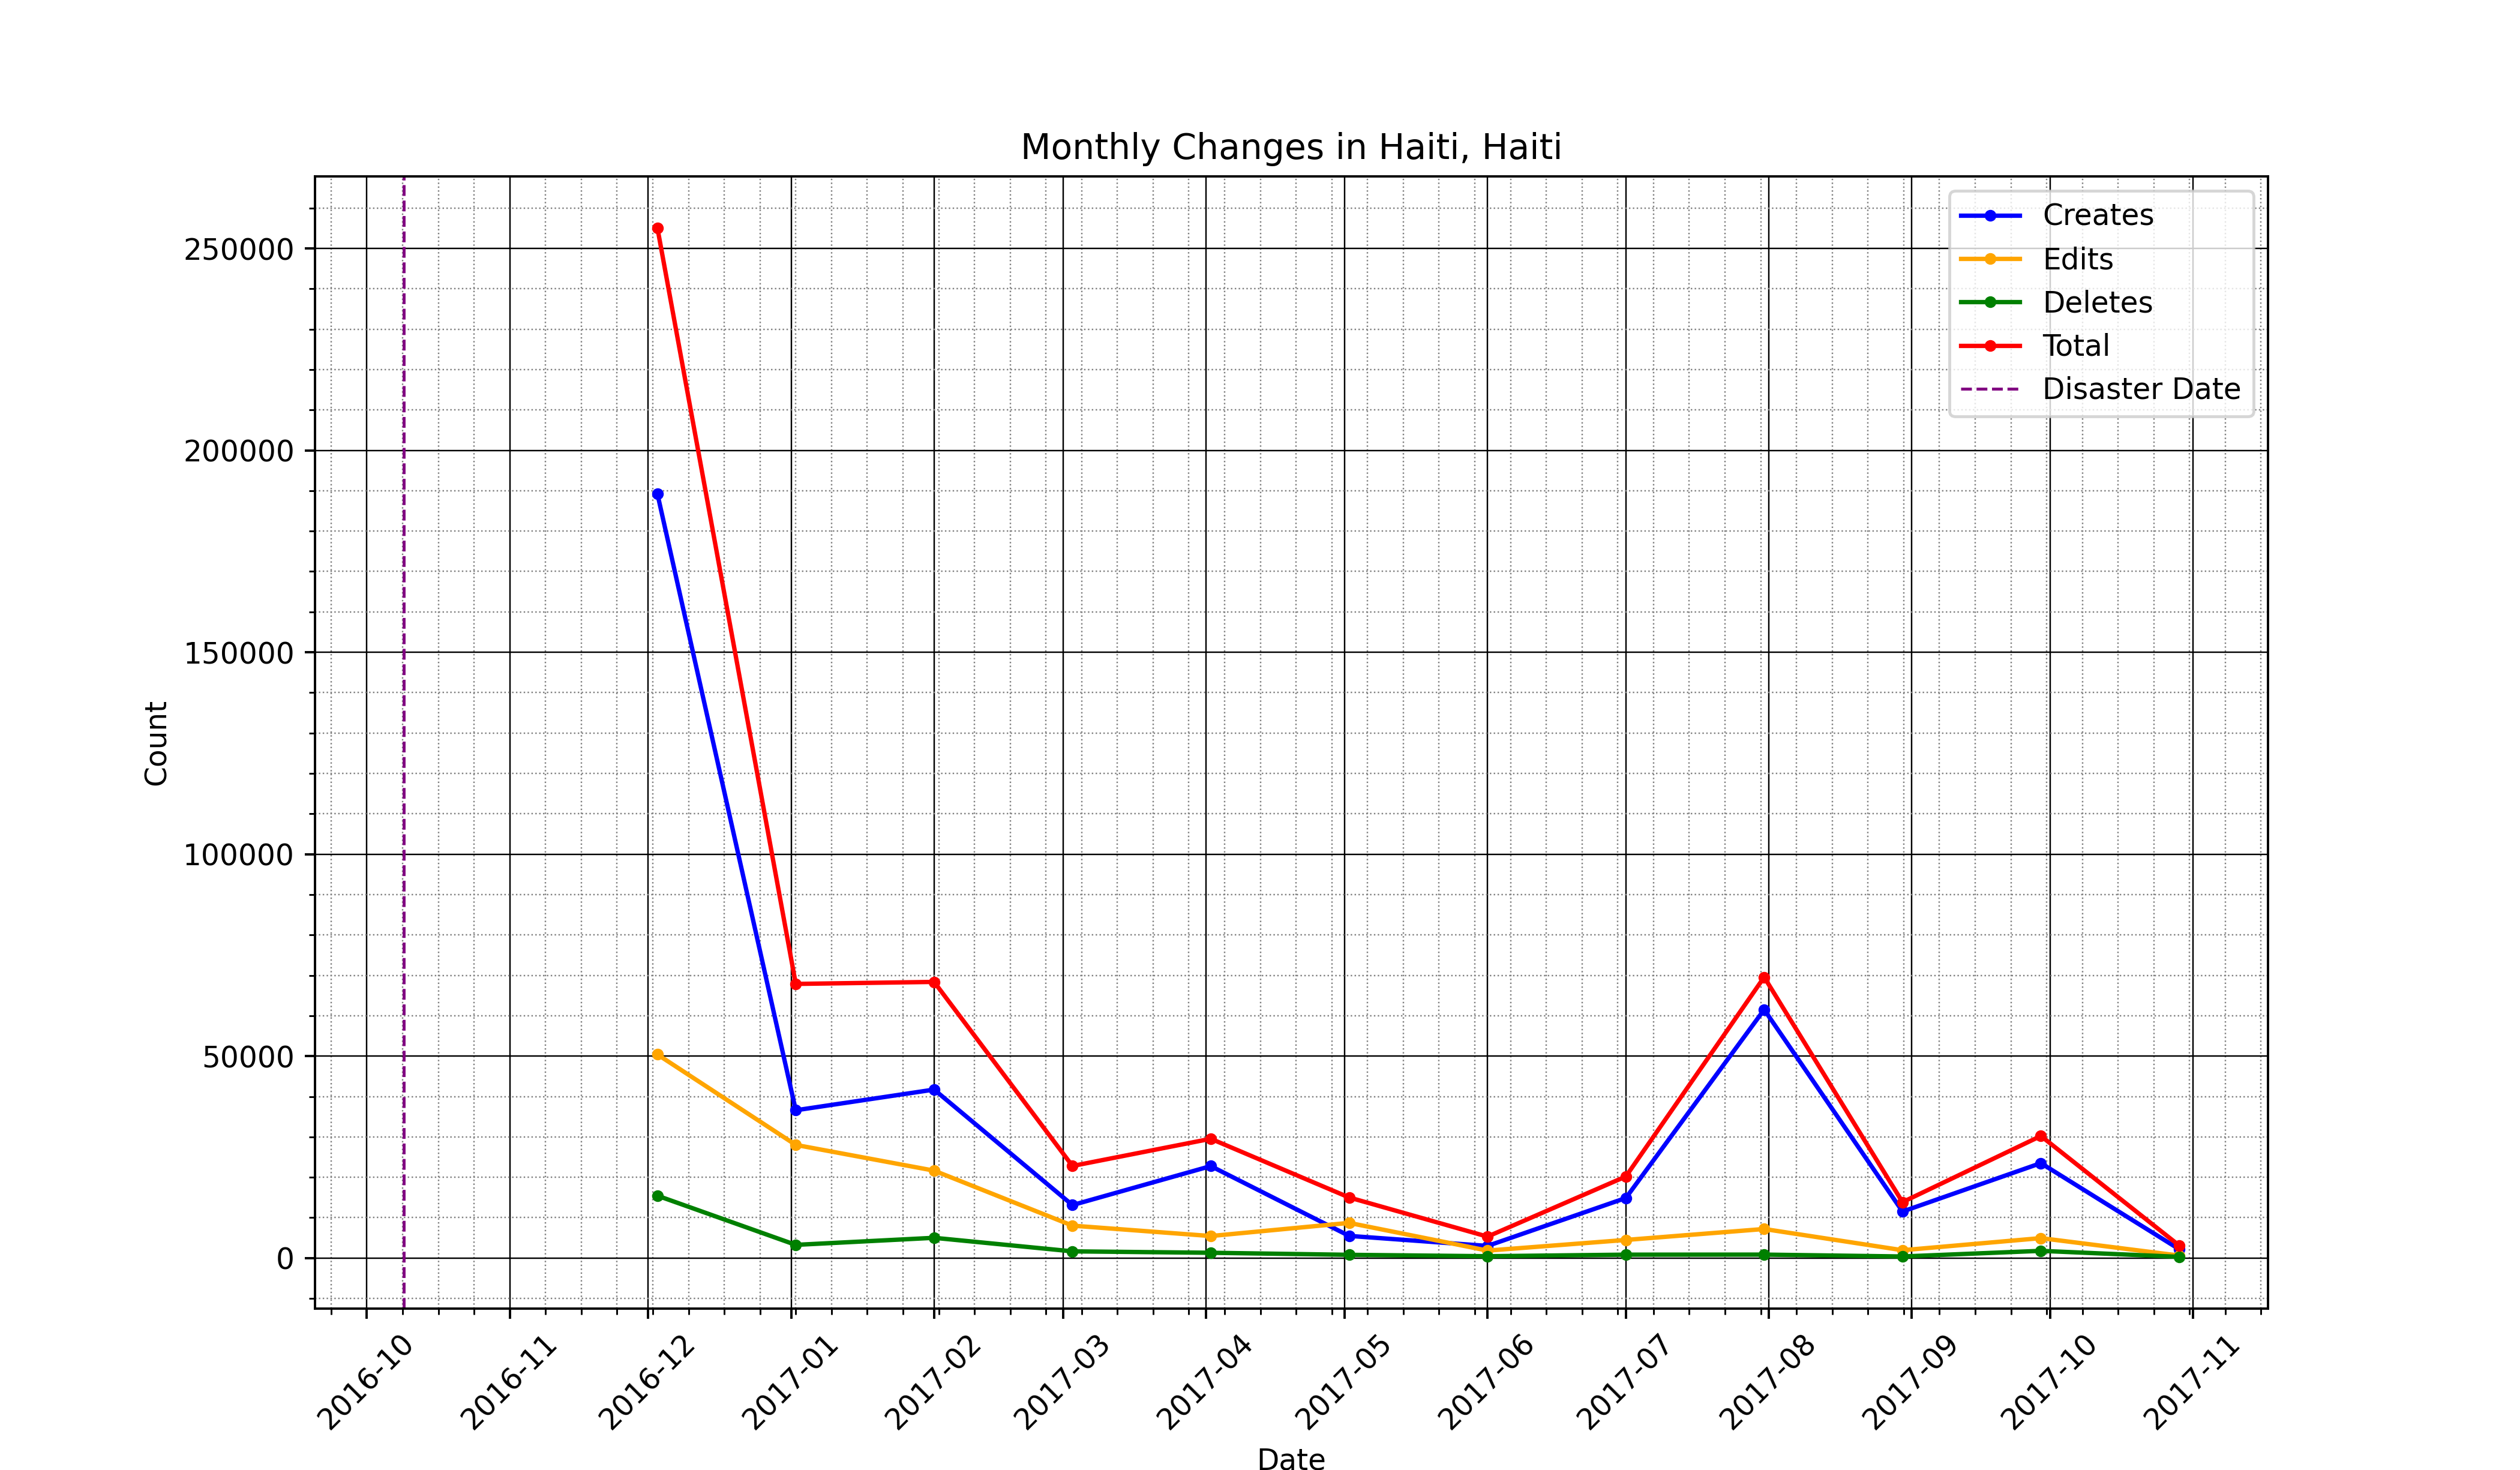 Monthly Changes in Haiti, Haiti
Creates
Edits
Deletes
Total
Disaster Date
250000
200000
150000
100000
50000
0
Count
2016-10
2016-11
2016-12
2017-01
2017-02
2017-03
2017-04
2017-05
2017-06
2017-07
2017-08
2017-09
2017-10
2017-11
Date